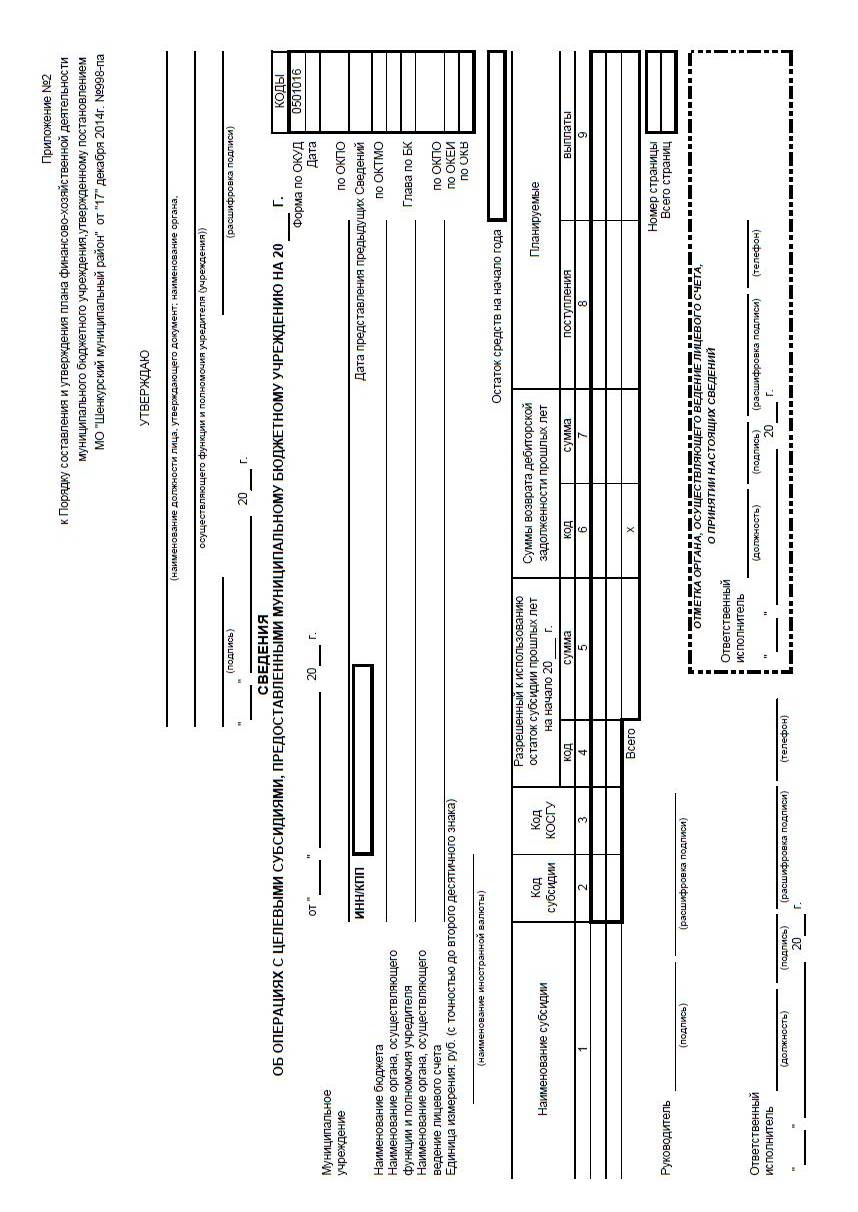 Приложение №2
к Порядку составления и утверждения плана финансово-хозяйственной деятельности
муниципального бюджетного учреждения,утвержденному постановлением
МО "Шенкурский муниципальный район" от "17" декабря 2014г. №998-па
УТВЕРЖДАЮ
(наименование должности лица, утверждающего документ; наименование органа,
осуществляющего функции и полномочия учредителя (учреждения))
(подпись) (расшифровка подписи)
" " 20 г.
СВЕДЕНИЯ
ОБ ОПЕРАЦИЯХ С ЦЕЛЕВЫМИ СУБСИДИЯМИ, ПРЕДОСТАВЛЕННЫМИ МУНИЦИПАЛЬНОМУ БЮДЖЕТНОМУ УЧРЕЖДЕНИЮ НА 20 г.
КОДЫ
Форма по ОКУД 0501016
от " " 20 г. Дата
Муниципальное
учреждение по ОКПО
ИНН/КПП Дата представления предыдущих Сведений
Наименование бюджета по ОКТМО
Наименование органа, осуществляющего
функции и полномочия учредителя Глава по БК
Наименование органа, осуществляющего
ведение лицевого счета по ОКПО
Единица измерения: руб. (с точностью до второго десятичного знака) по ОКЕИ
по ОКВ
(наименование иностранной валюты)
Остаток средств на начало года
Наименование субсидии
Код
субсидии
Код
КОСГУ
Разрешенный к использованию
остаток субсидии прошлых лет
на начало 20 г.
Суммы возврата дебиторской
задолженности прошлых лет
Планируемые
код сумма код сумма поступления выплаты
1 2 3 4 5 6 7 8 9
Всего х
Номер страницы
Всего страниц
Руководитель
(подпись) (расшифровка подписи)
ОТМЕТКА ОРГАНА, ОСУЩЕСТВЛЯЮЩЕГО ВЕДЕНИЕ ЛИЦЕВОГО СЧЕТА,
О ПРИНЯТИИ НАСТОЯЩИХ СВЕДЕНИЙ
Ответственный
исполнитель
(должность) (подпись) (расшифровка подписи) (телефон)
" " 20 г.
Ответственный
исполнитель
(должность) (подпись) (расшифровка подписи) (телефон)
" " 20 г.